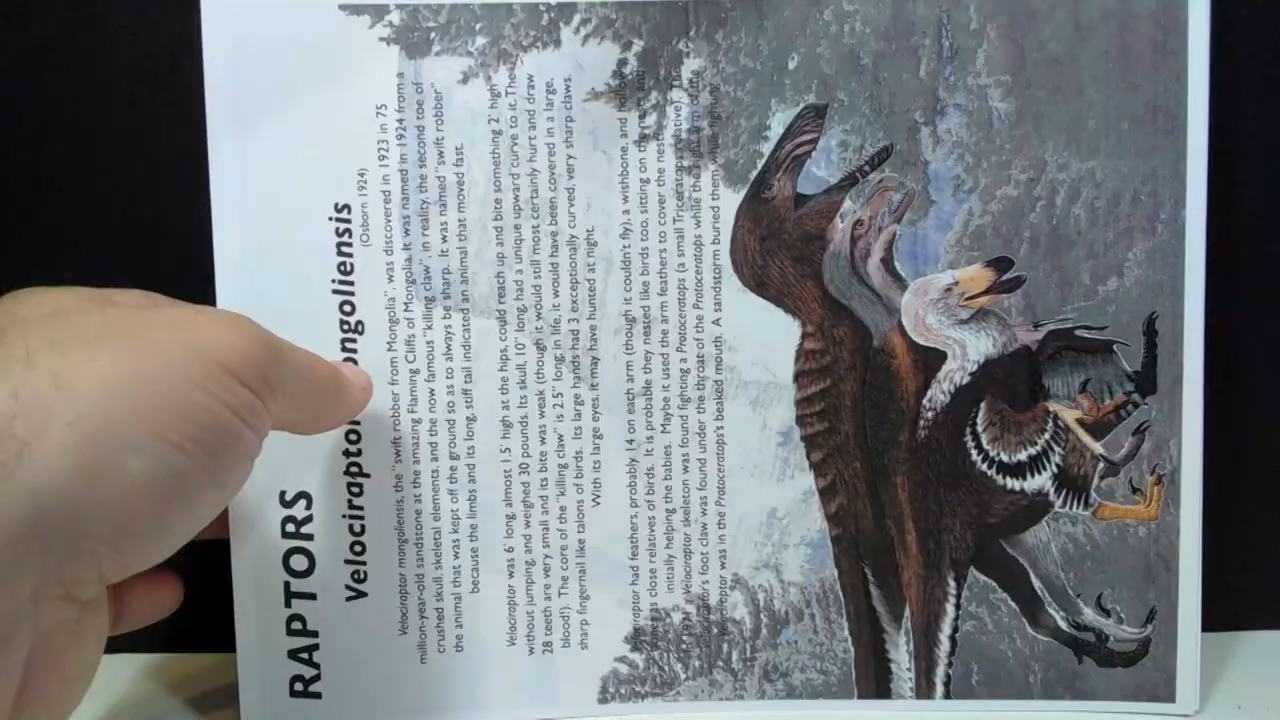 RAPTORS
Velociraptor ongoliensis
(Osborn 1924)
Velociraptor mongoliensis, the "swift robber from Mongolia", was discovered in 1923 in 75
million-year-old sandstone at the amazing Flaming Cliffs of Mongolia. It was named in 1924 from a
crushed skull, skeletal elements, and the now famous "killing claw", in reality, the second toe of
the animal that was kept off the ground so as to always be sharp. It was named "swift robber"
because the limbs and its long, stiff tail indicated an animal that moved fast.
Velociraptor was 6' long, almost 1.5' high at the hips, could reach up and bite something 2' high
without jumping, and weighed 30 pounds. Its skull, 10" long, had a unique upward curve to it. The
28 teeth are very small and its bite was weak (though it would still most certainly hurt and draw
blood!). The core of the "killing claw" is 2.5" long; in life, it would have been covered in a large,
sharp fingernail like talons of birds. Its large hands had 3 exceptionally curved, very sharp claws.
With its large eyes, it may have hunted at night.
Velociraptor had feathers, probably 14 on each arm (though it couldn't fly), a wishbone, and hollow
bones as close relatives of birds. It is probable they nested like birds too, sitting on the nests and
initially helping the babies. Maybe it used the arm feathers to cover the nest.
In 1971 a Velociraptor skeleton was found fighting a Protoceratops (a small Triceratops relative). The
Velociraptor's foot claw was found under the throat of the Protoceratops while the right arm of the
Velociraptor was in the Protoceratops's beaked mouth. A sandstorm buried them while fighting.